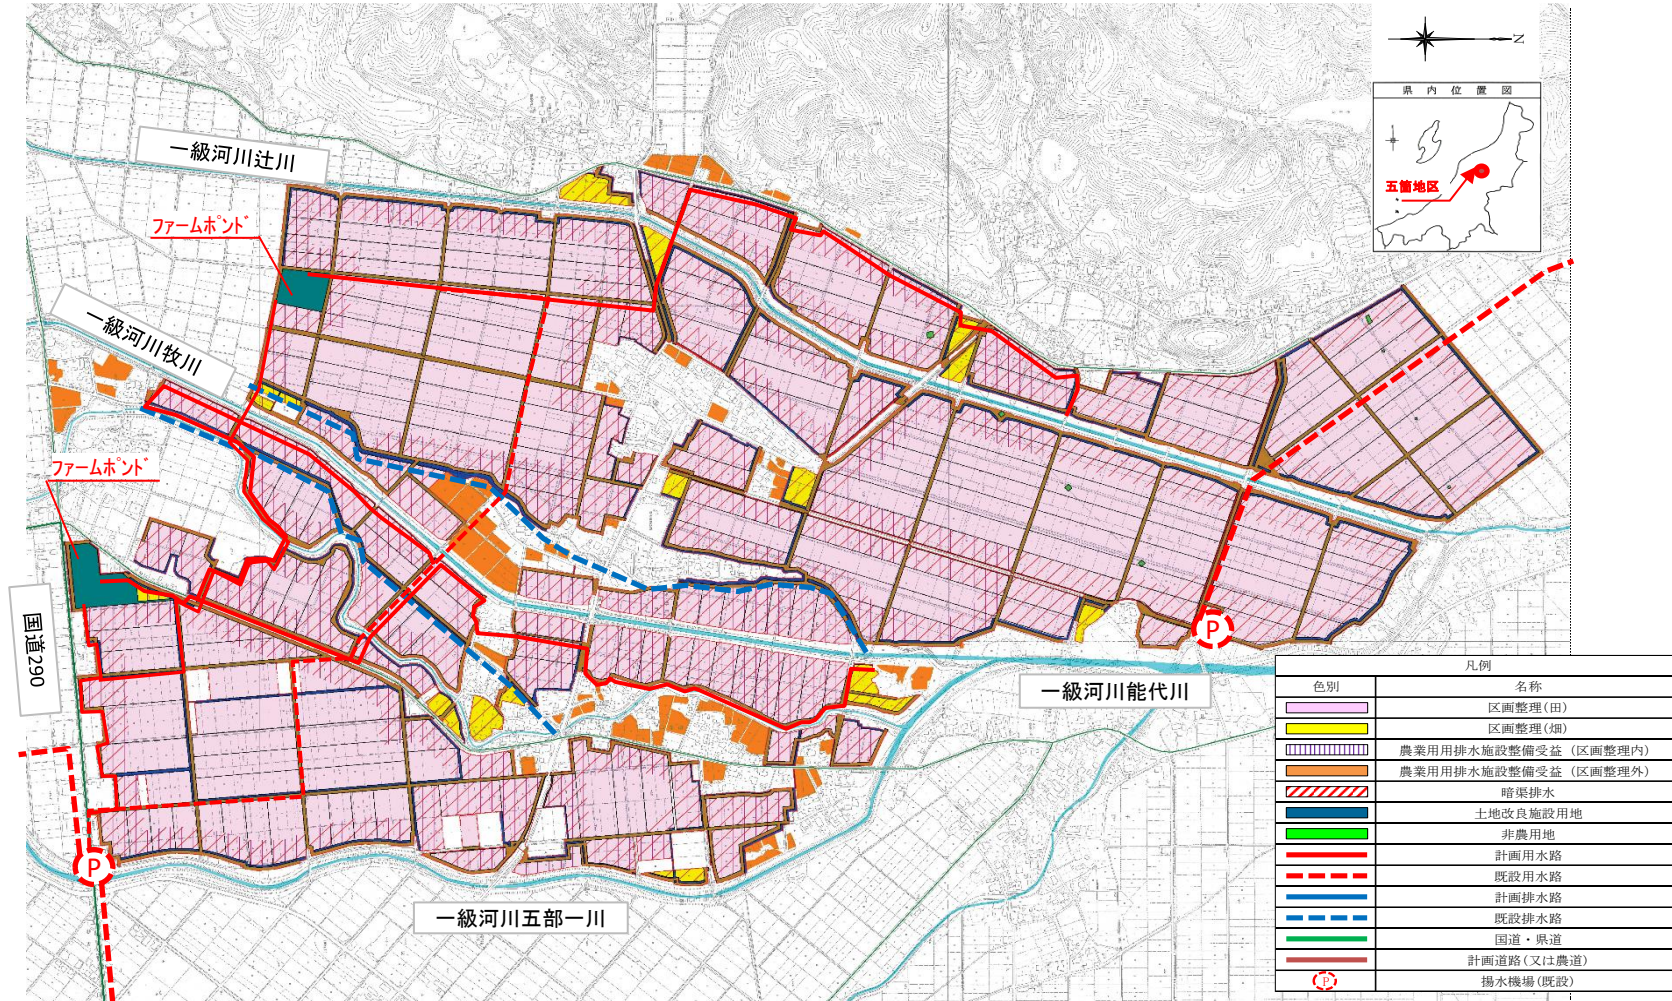 N
県内位置図
五箇地区
一級河川辻川
ファームポンド
一級河川牧川
ファームポンド
国道290
P
P
一級河川能代川
一級河川五部一川
凡例
色別 名称
区画整理(田)
区画整理(畑)
農業用用排水施設整備受益（区画整理内）
農業用用排水施設整備受益（区画整理外）
暗渠排水
土地改良施設用地
非農用地
計画用水路
既設用水路
計画排水路
既設排水路
国道・県道
計画道路(又は農道)
P 揚水機場(既設)